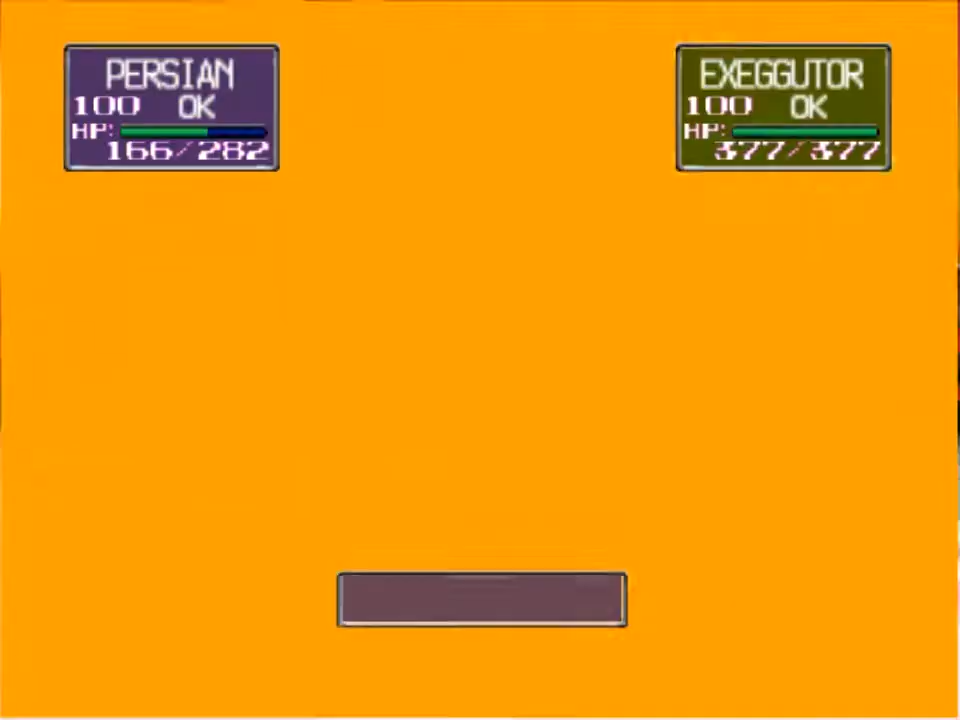 PERSIAN
100 OK
HP:
166/282
EXEGGUTOR
100 OK
HP:
377/377